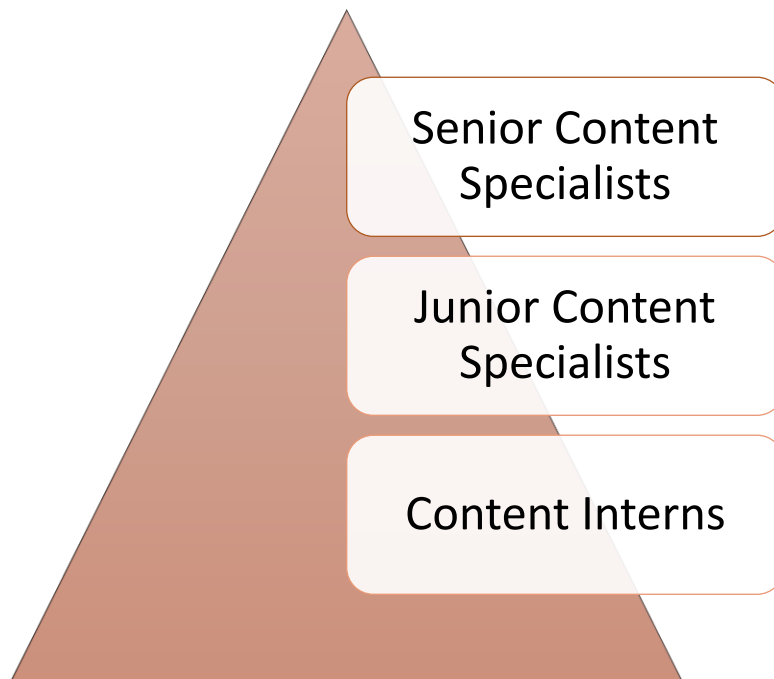 Senior Content
Specialists
Junior Content
Specialists
Content Interns